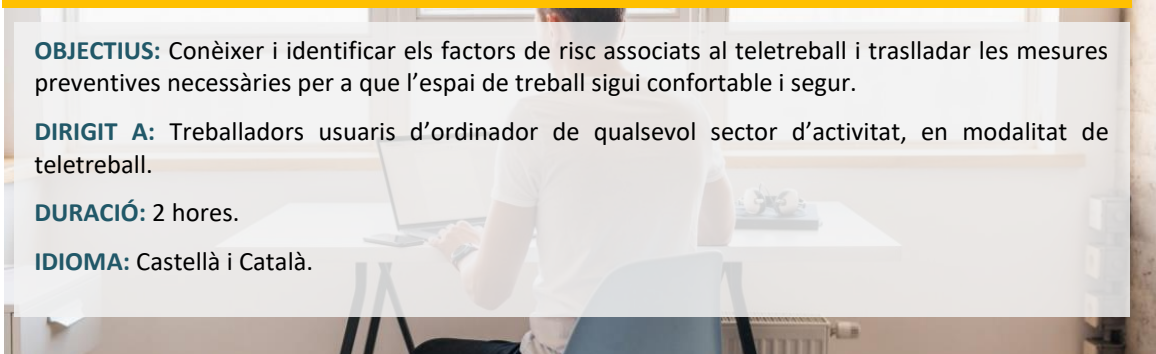 OBJECTIUS: Conèixer i identificar els factors de risc associats al teletreball i traslladar les mesures
preventives necessàries per a que l’espai de treball sigui confortable i segur.
DIRIGIT A: Treballadors usuaris d’ordinador de qualsevol sector d’activitat, en modalitat de
teletreball.
DURACIÓ: 2 hores.
IDIOMA: Castellà i Català.